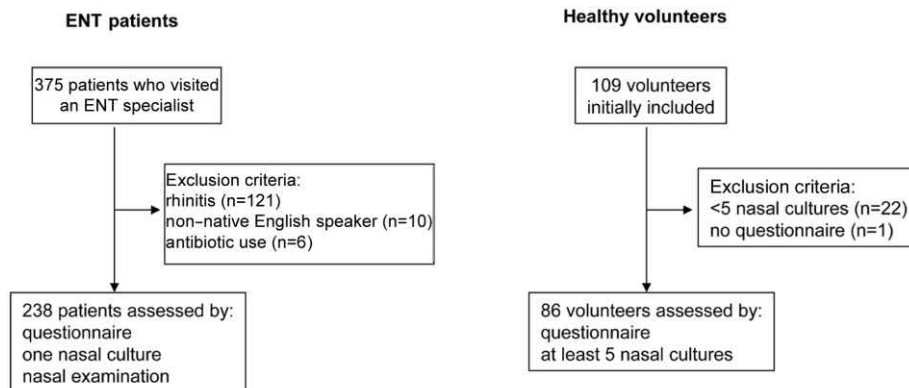 ENT patients
375 patients who visited
an ENT specialist
Exclusion criteria:
rhinitis (n=121)
non-native English speaker (n=10)
antibiotic use (n=6)
238 patients assessed by:
questionnaire
one nasal culture
nasal examination
Healthy volunteers
109 volunteers
initially included
Exclusion criteria:
<5 nasal cultures (n=22)
no questionnaire (n=1)
86 volunteers assessed by:
questionnaire
at least 5 nasal cultures